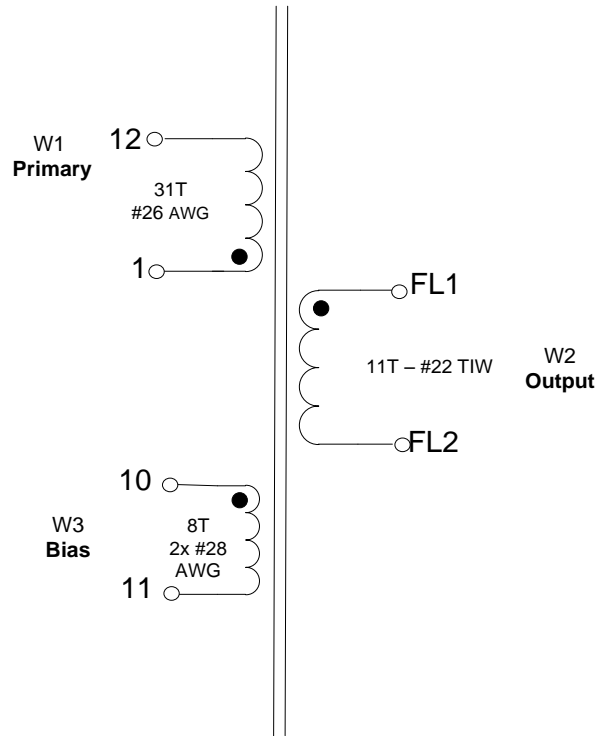 W1
Primary
12
31T
#26 AWG
1
FL1
11T – #22 TIW
W2
Output
FL2
10
W3
Bias
8T
2x #28
AWG
11